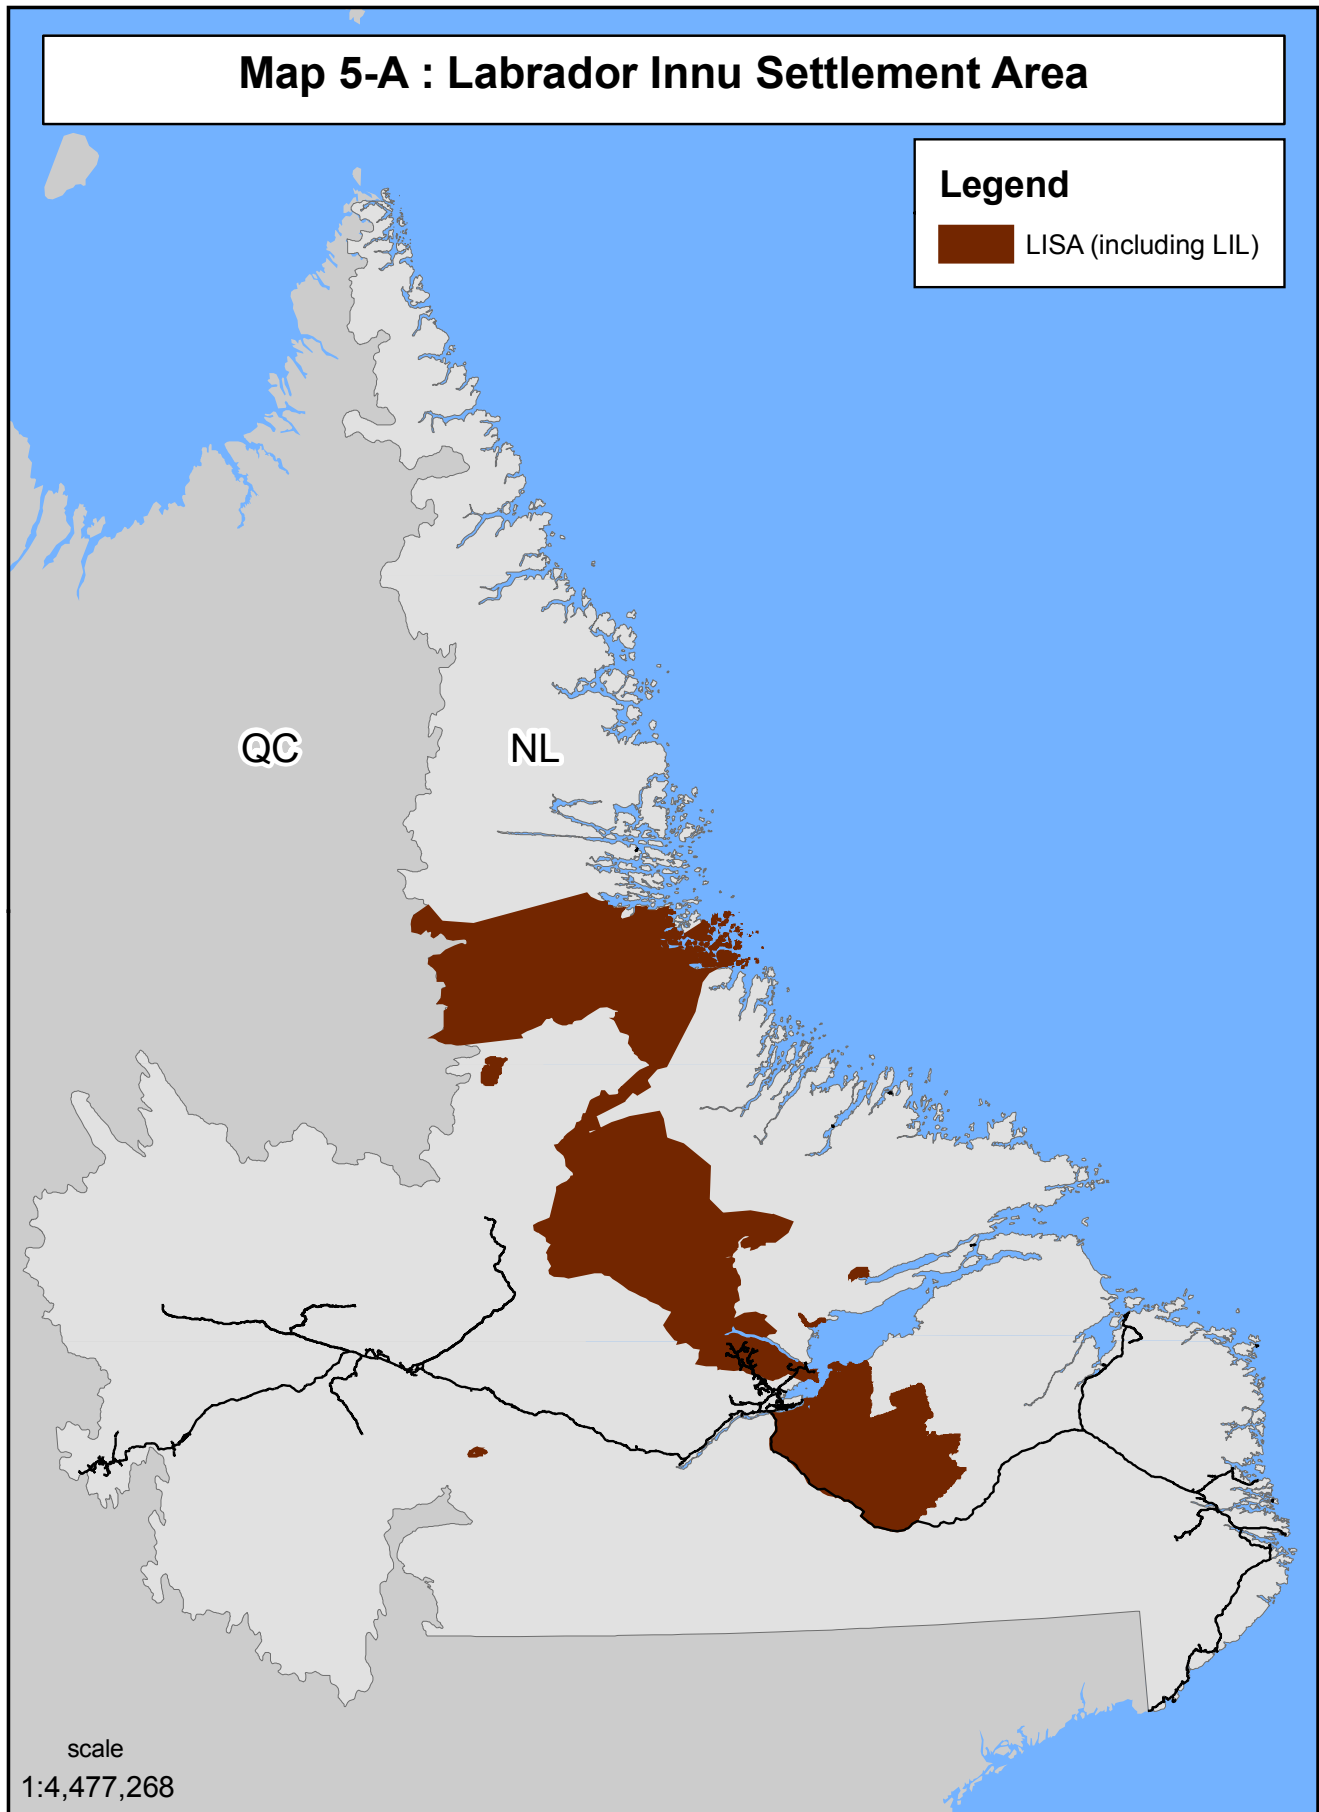 Map 5-A : Labrador Innu Settlement Area
Legend
LISA (including LIL)
QC
NL
scale
1:4,477,268